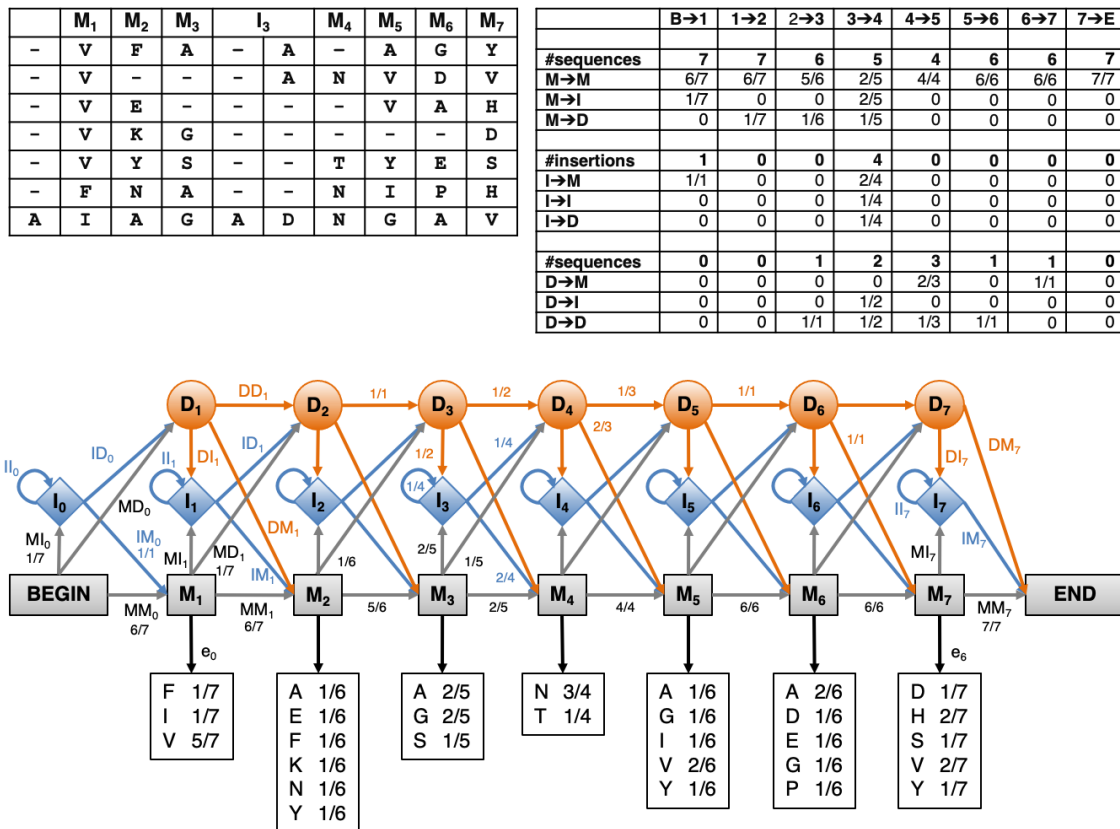 M₁ M₂ M₃ I₃ M₄ M₅ M₆ M₇
– V F A – A – A G Y
– V – – – A N V D V
– V E – – – – V A H
– V K G – – – – – D
– V Y S – – T Y E S
– F N A – – N I P H
A I A G A D N G A V
B→1 1→2 2→3 3→4 4→5 5→6 6→7 7→E
#sequences 7 7 6 5 4 6 6 7
M→M 6/7 6/7 5/6 2/5 4/4 6/6 6/6 7/7
M→I 1/7 0 0 2/5 0 0 0 0
M→D 0 1/7 1/6 1/5 0 0 0 0
#insertions 1 0 0 4 0 0 0 0
I→M 1/1 0 0 2/4 0 0 0 0
I→I 0 0 0 1/4 0 0 0 0
I→D 0 0 0 1/4 0 0 0 0
#sequences 0 0 1 2 3 1 1 0
D→M 0 0 0 0 2/3 0 1/1 0
D→I 0 0 0 1/2 0 0 0 0
D→D 0 0 1/1 1/2 1/3 1/1 0 0
DD₁ 1/1 1/2 1/3 1/1
D₁ D₂ D₃ D₄ D₅ D₆ D₇
2/3
ID₀ DI₁ ID₁ 1/2 1/4 1/1 DI₇ DM₇
II₀ II₁ 1/4 II₇
I₀ I₁ I₂ I₃ I₄ I₅ I₆ I₇
MD₀ DM₁
MI₀ IM₀ MI₁ MD₁ IM₁ MI₇ IM₇
1/7 1/1 1/7 1/6 2/5 1/5 2/4
BEGIN M₁ M₂ M₃ M₄ M₅ M₆ M₇ END
MM₀ MM₁ 5/6 2/5 4/4 6/6 6/6 MM₇
6/7 6/7 7/7
e₀ e₆
F 1/7
I 1/7
V 5/7
A 1/6
E 1/6
F 1/6
K 1/6
N 1/6
Y 1/6
A 2/5
G 2/5
S 1/5
N 3/4
T 1/4
A 1/6
G 1/6
I 1/6
V 2/6
Y 1/6
A 2/6
D 1/6
E 1/6
G 1/6
P 1/6
D 1/7
H 2/7
S 1/7
V 2/7
Y 1/7